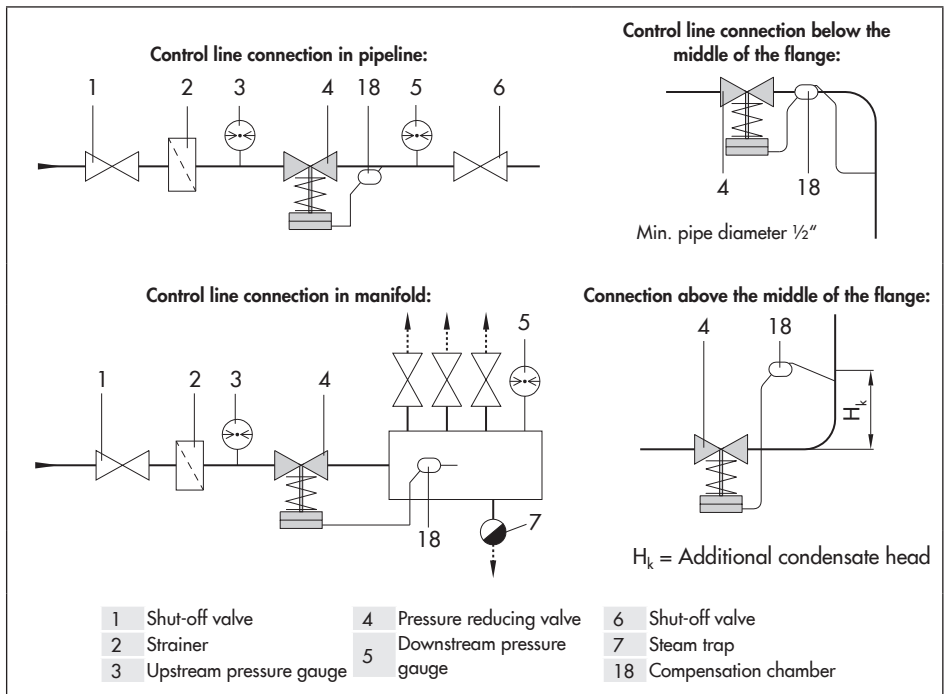 Control line connection in pipeline:
1 2 3 4 18 5 6
Control line connection below the
middle of the flange:
4 18
Min. pipe diameter ½“
Control line connection in manifold:
1 2 3 4 5
18 7
Connection above the middle of the flange:
4 18
Hk
Hk = Additional condensate head
1 Shut-off valve
2 Strainer
3 Upstream pressure gauge
4 Pressure reducing valve
5 Downstream pressure
gauge
6 Shut-off valve
7 Steam trap
18 Compensation chamber